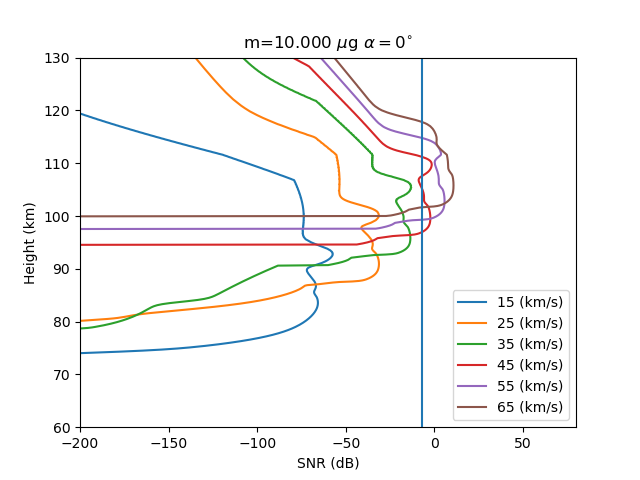 m=10.000 μg α = 0°
130
120
110
100
90
80
70
60
Height (km)
15 (km/s)
25 (km/s)
35 (km/s)
45 (km/s)
55 (km/s)
65 (km/s)
−200
−150
−100
−50
0
50
SNR (dB)